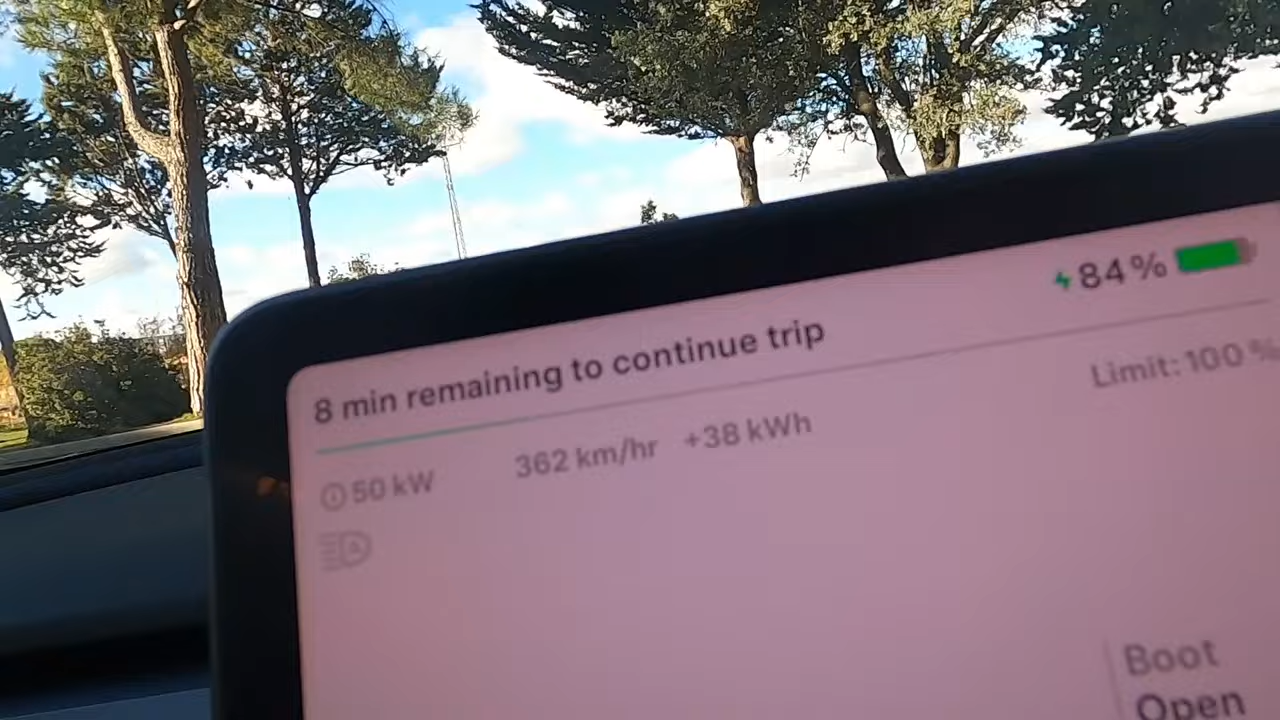 84%
8 min remaining to continue trip
Limit: 100 %
50 kW 362 km/hr +38 kWh
Boot
Open